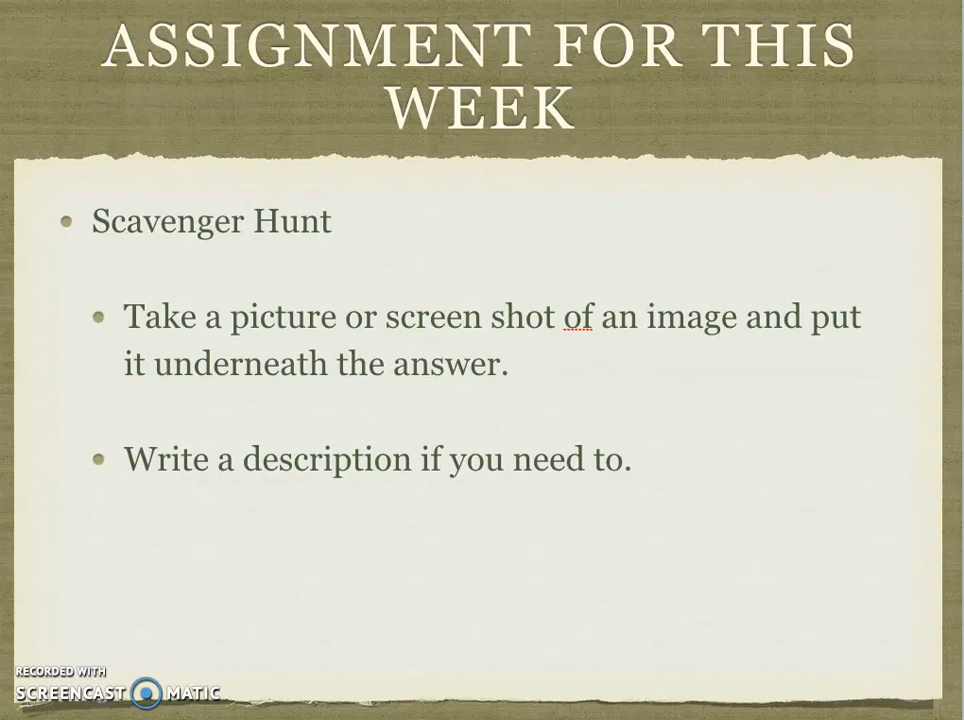 ASSIGNMENT FOR THIS
WEEK
Scavenger Hunt
Take a picture or screen shot of an image and put
it underneath the answer.
Write a description if you need to.
RECORDED WITH
SCREENCAST MATIC